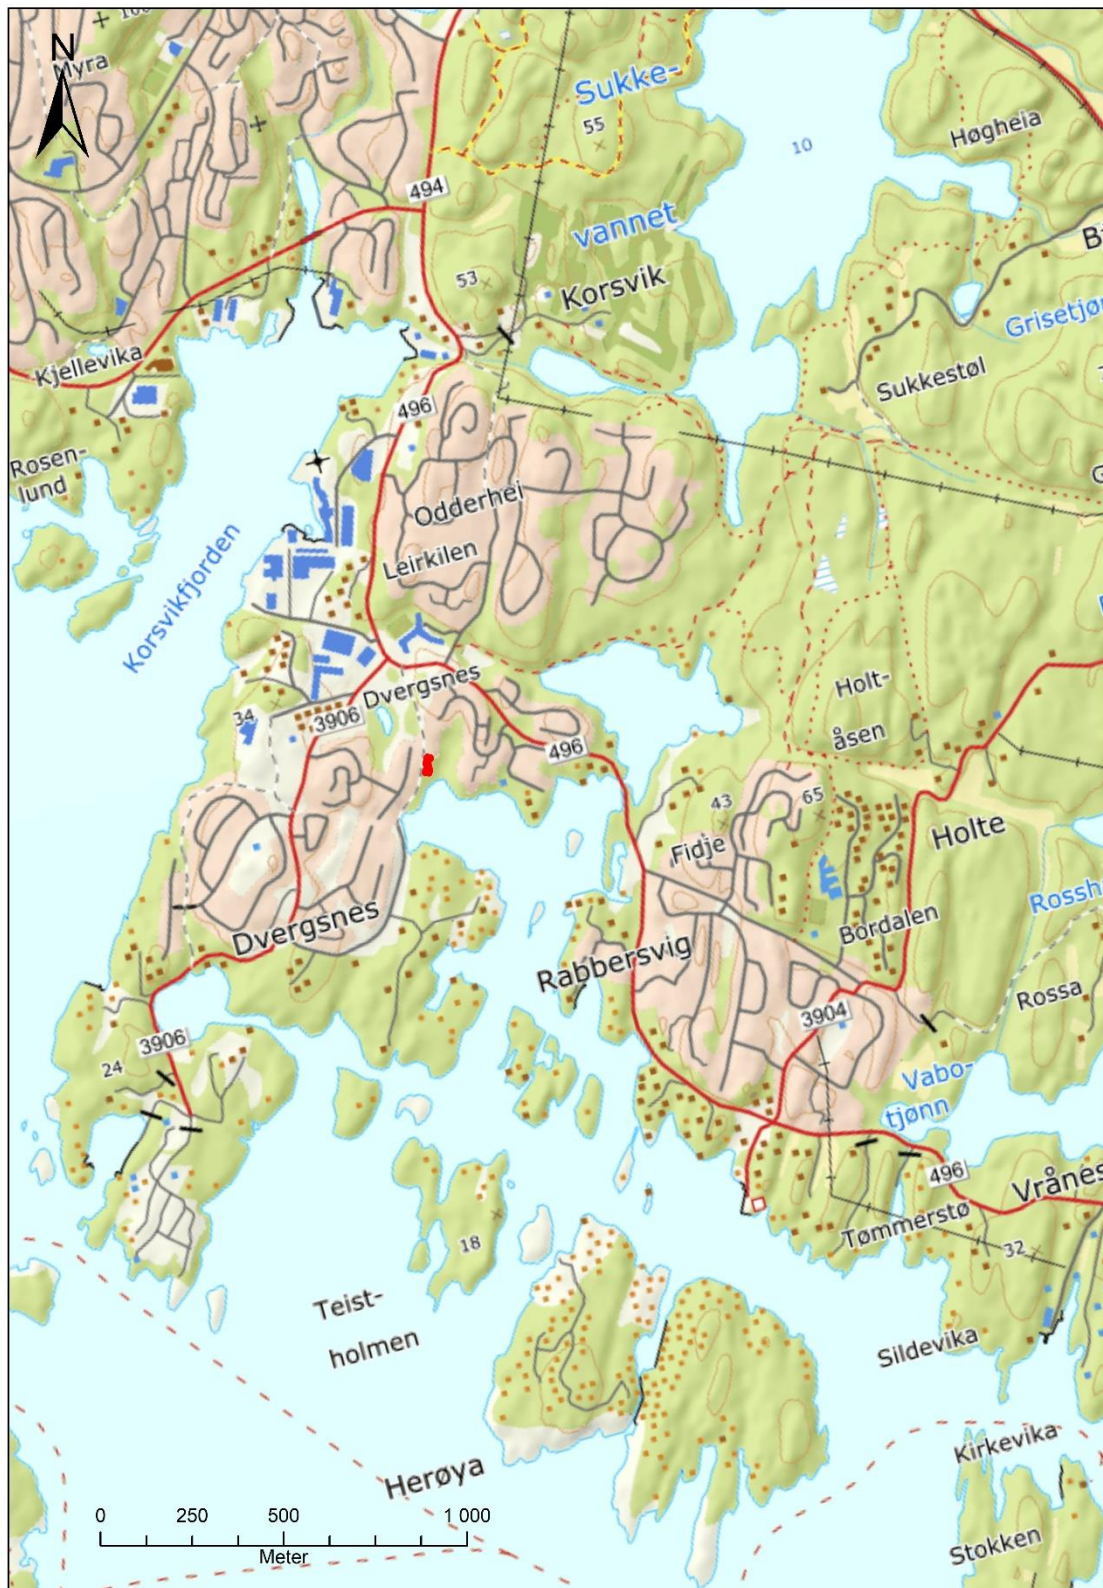 N
Myra
Sukke-
55
Høgheia
10
494
vannet
53
Korsvik
Grisetjø
Kjellevika
Sukkestøl
496
Rosen-
lund
Odderhei
Leirkilen
Korsvikfjorden
Holt-
åsen
Dvergsnes
34
3906
496
43
65
Fidje
Holte
Rossh
Bordalen
Dvergsnes
Rabbersvig
Rossa
3904
3906
24
Vabo-
tjønn
496
Vrånes
Tømmerstø
18
32
Teist-
holmen
Sildevika
Kirkevika
Herøya
0 250 500 1 000
Meter
Stokken